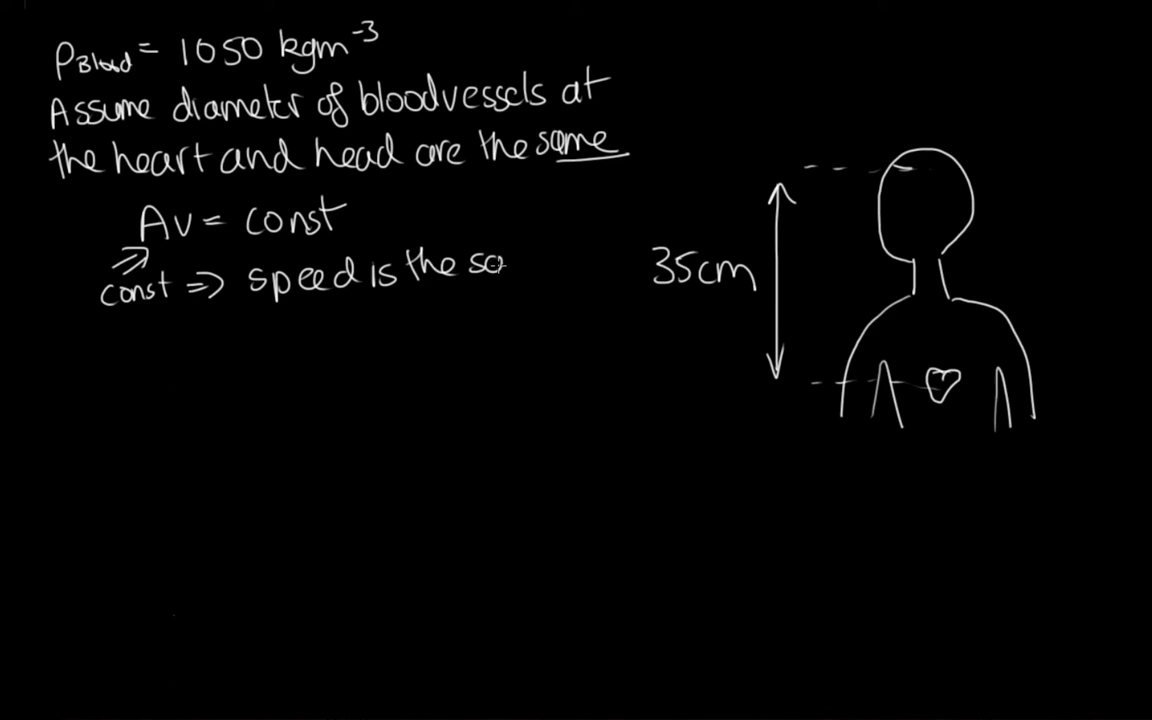 ρBlood = 1050 kgm⁻³
Assume diameter of bloodvessels at
the heart and head are the same
Av = const
const ⇒ speed is the sa
35cm